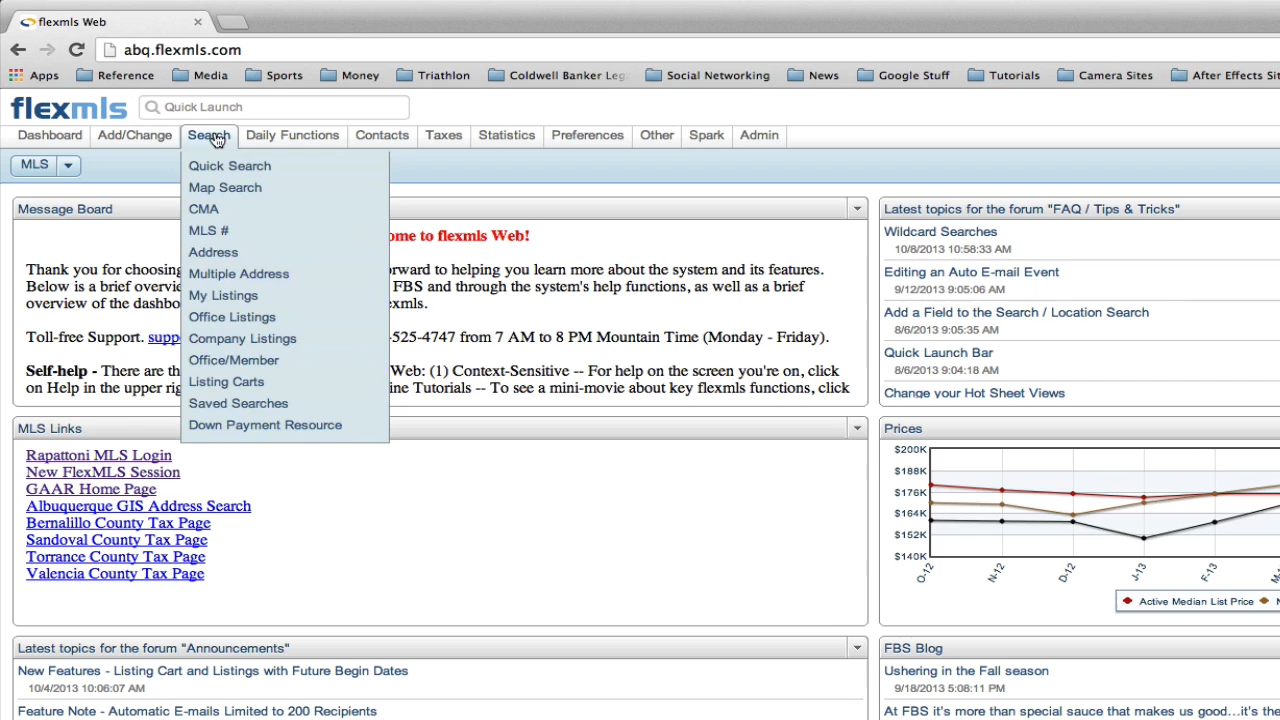 flexmls Web
abq.flexmls.com
Apps Reference Media Sports Money Triathlon Coldwell Banker Leg Social Networking News Google Stuff Tutorials Camera Sites After Effects Sit
flexmls Quick Launch
Dashboard Add/Change Search Daily Functions Contacts Taxes Statistics Preferences Other Spark Admin
MLS
Quick Search
Map Search
CMA
MLS #
Address
Multiple Address
My Listings
Office Listings
Company Listings
Office/Member
Listing Carts
Saved Searches
Down Payment Resource
Message Board
ome to flexmls Web!
Thank you for choosing orward to helping you learn more about the system and its features.
Below is a brief overvie FBS and through the system's help functions, as well as a brief
overview of the dashbo exmls.
Toll-free Support. suppo -525-4747 from 7 AM to 8 PM Mountain Time (Monday - Friday).
Self-help - There are th Web: (1) Context-Sensitive -- For help on the screen you're on, click
on Help in the upper rig ine Tutorials -- To see a mini-movie about key flexmls functions, click
MLS Links
Rapattoni MLS Login
New FlexMLS Session
GAAR Home Page
Albuquerque GIS Address Search
Bernalillo County Tax Page
Sandoval County Tax Page
Torrance County Tax Page
Valencia County Tax Page
Latest topics for the forum "Announcements"
New Features - Listing Cart and Listings with Future Begin Dates
10/4/2013 10:06:07 AM
Feature Note - Automatic E-mails Limited to 200 Recipients
Latest topics for the forum "FAQ / Tips & Tricks"
Wildcard Searches
10/8/2013 10:58:33 AM
Editing an Auto E-mail Event
9/12/2013 9:05:06 AM
Add a Field to the Search / Location Search
8/6/2013 9:05:35 AM
Quick Launch Bar
8/6/2013 9:04:18 AM
Change your Hot Sheet Views
Prices
$200K
$188K
$176K
$164K
$152K
$140K
O-12 N-12 D-12 J-13 F-13
Active Median List Price
FBS Blog
Ushering in the Fall season
9/18/2013 5:08:11 PM
At FBS it's more than special sauce that makes us good...it's the